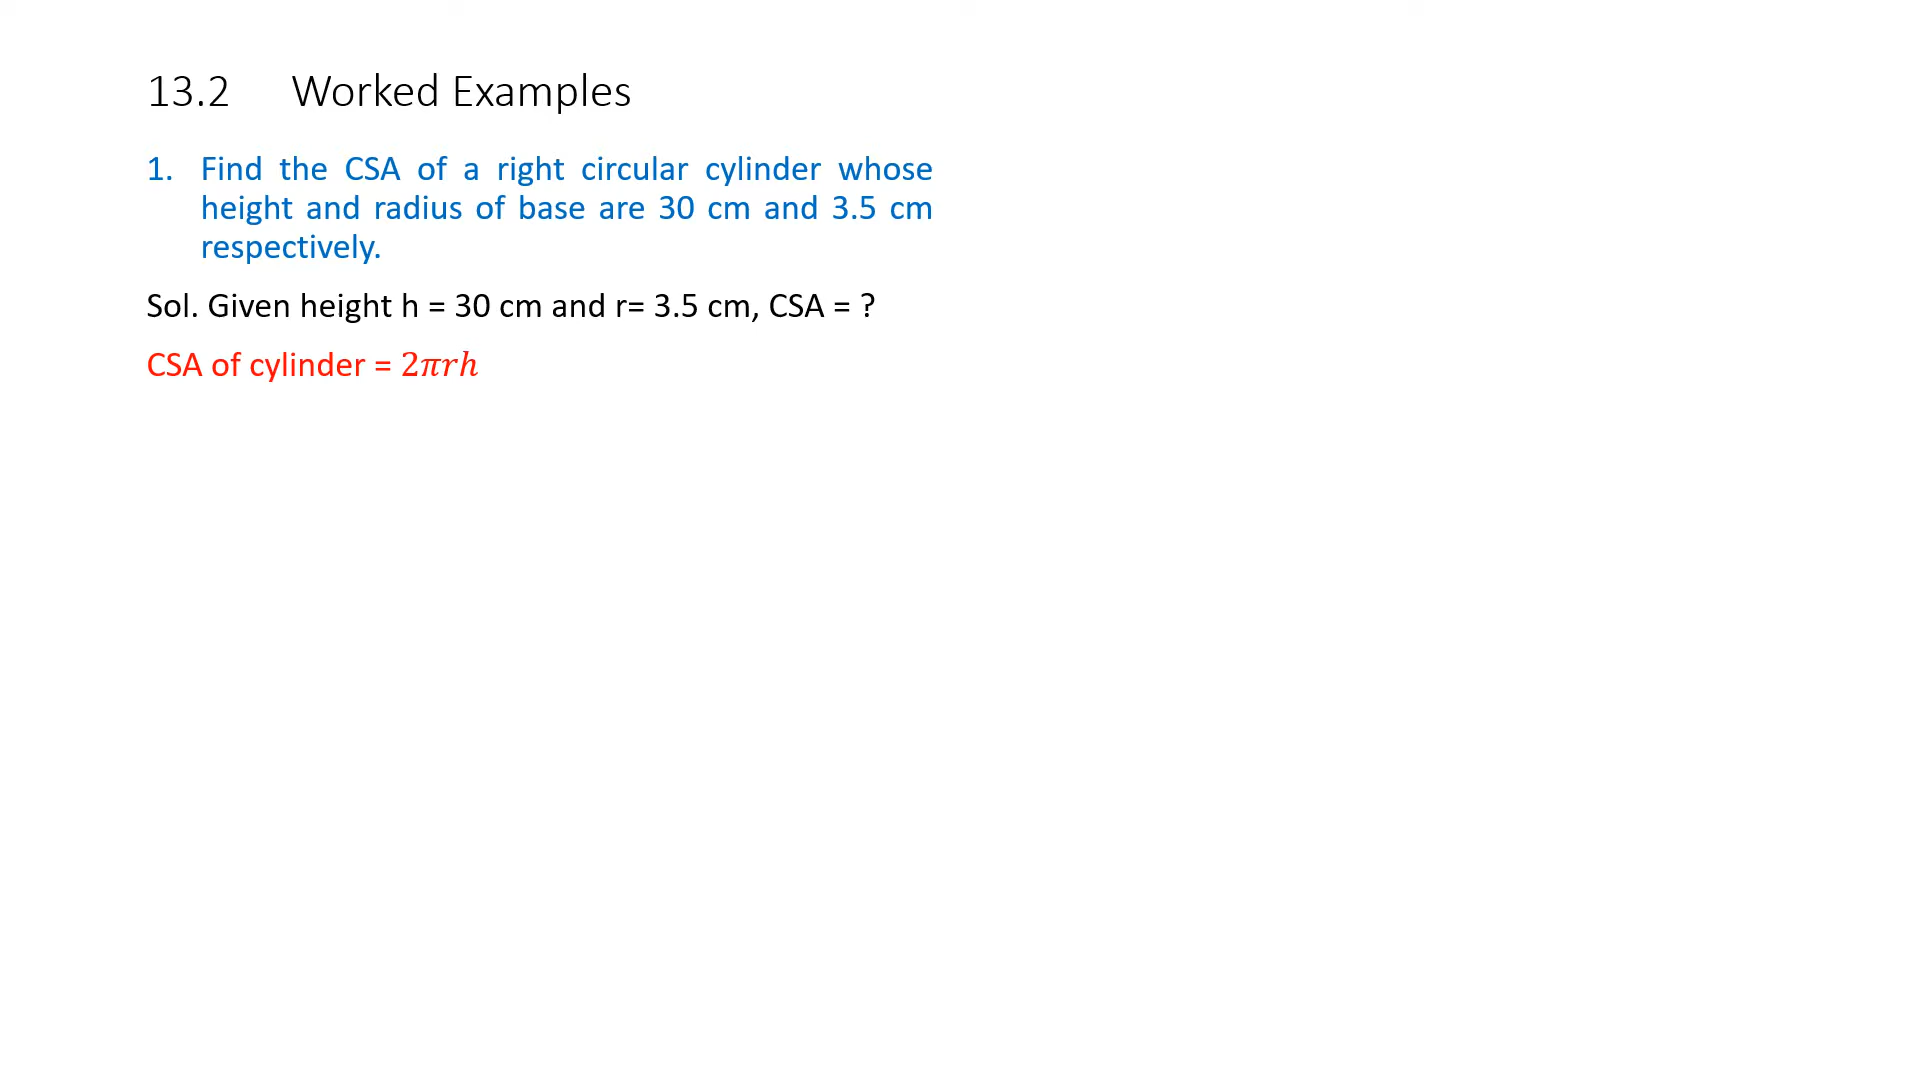 13.2 Worked Examples
1. Find the CSA of a right circular cylinder whose
height and radius of base are 30 cm and 3.5 cm
respectively.
Sol. Given height h = 30 cm and r= 3.5 cm, CSA = ?
CSA of cylinder = 2𝜋𝑟ℎ